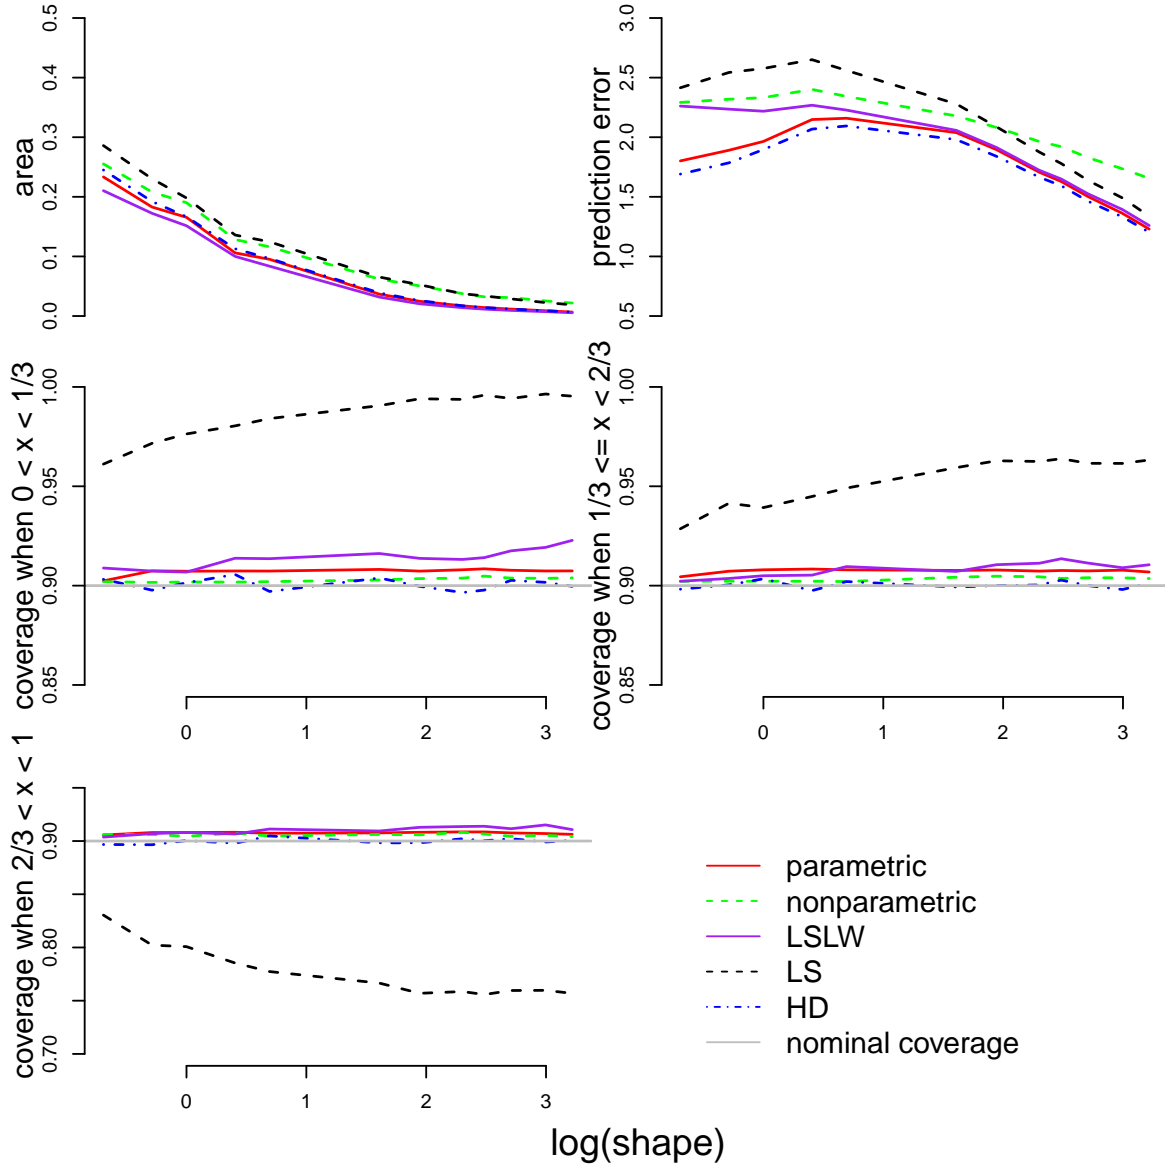 area
0.0 0.1 0.2 0.3 0.4 0.5
prediction error
0.5 1.0 1.5 2.0 2.5 3.0
coverage when 0 < x < 1/3
0.85 0.90 0.95 1.00
0 1 2 3
coverage when 1/3 <= x < 2/3
0.85 0.90 0.95 1.00
0 1 2 3
coverage when 2/3 < x < 1
0.70 0.80 0.90
0 1 2 3
parametric
nonparametric
LSLW
LS
HD
nominal coverage
log(shape)